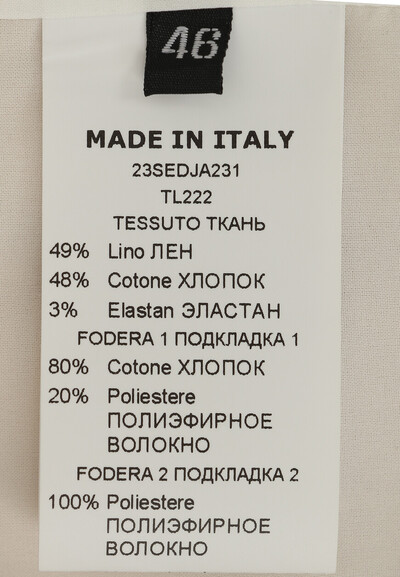 46
MADE IN ITALY
23SEDJA231
TL222
TESSUTO ТКАНЬ
49% Lino ЛЕН
48% Cotone ХЛОПОК
3% Elastan ЭЛАСТАН
FODERA 1 ПОДКЛАДКА 1
80% Cotone ХЛОПОК
20% Poliestere
ПОЛИЭФИРНОЕ
ВОЛОКНО
FODERA 2 ПОДКЛАДКА 2
100% Poliestere
ПОЛИЭФИРНОЕ
ВОЛОКНО